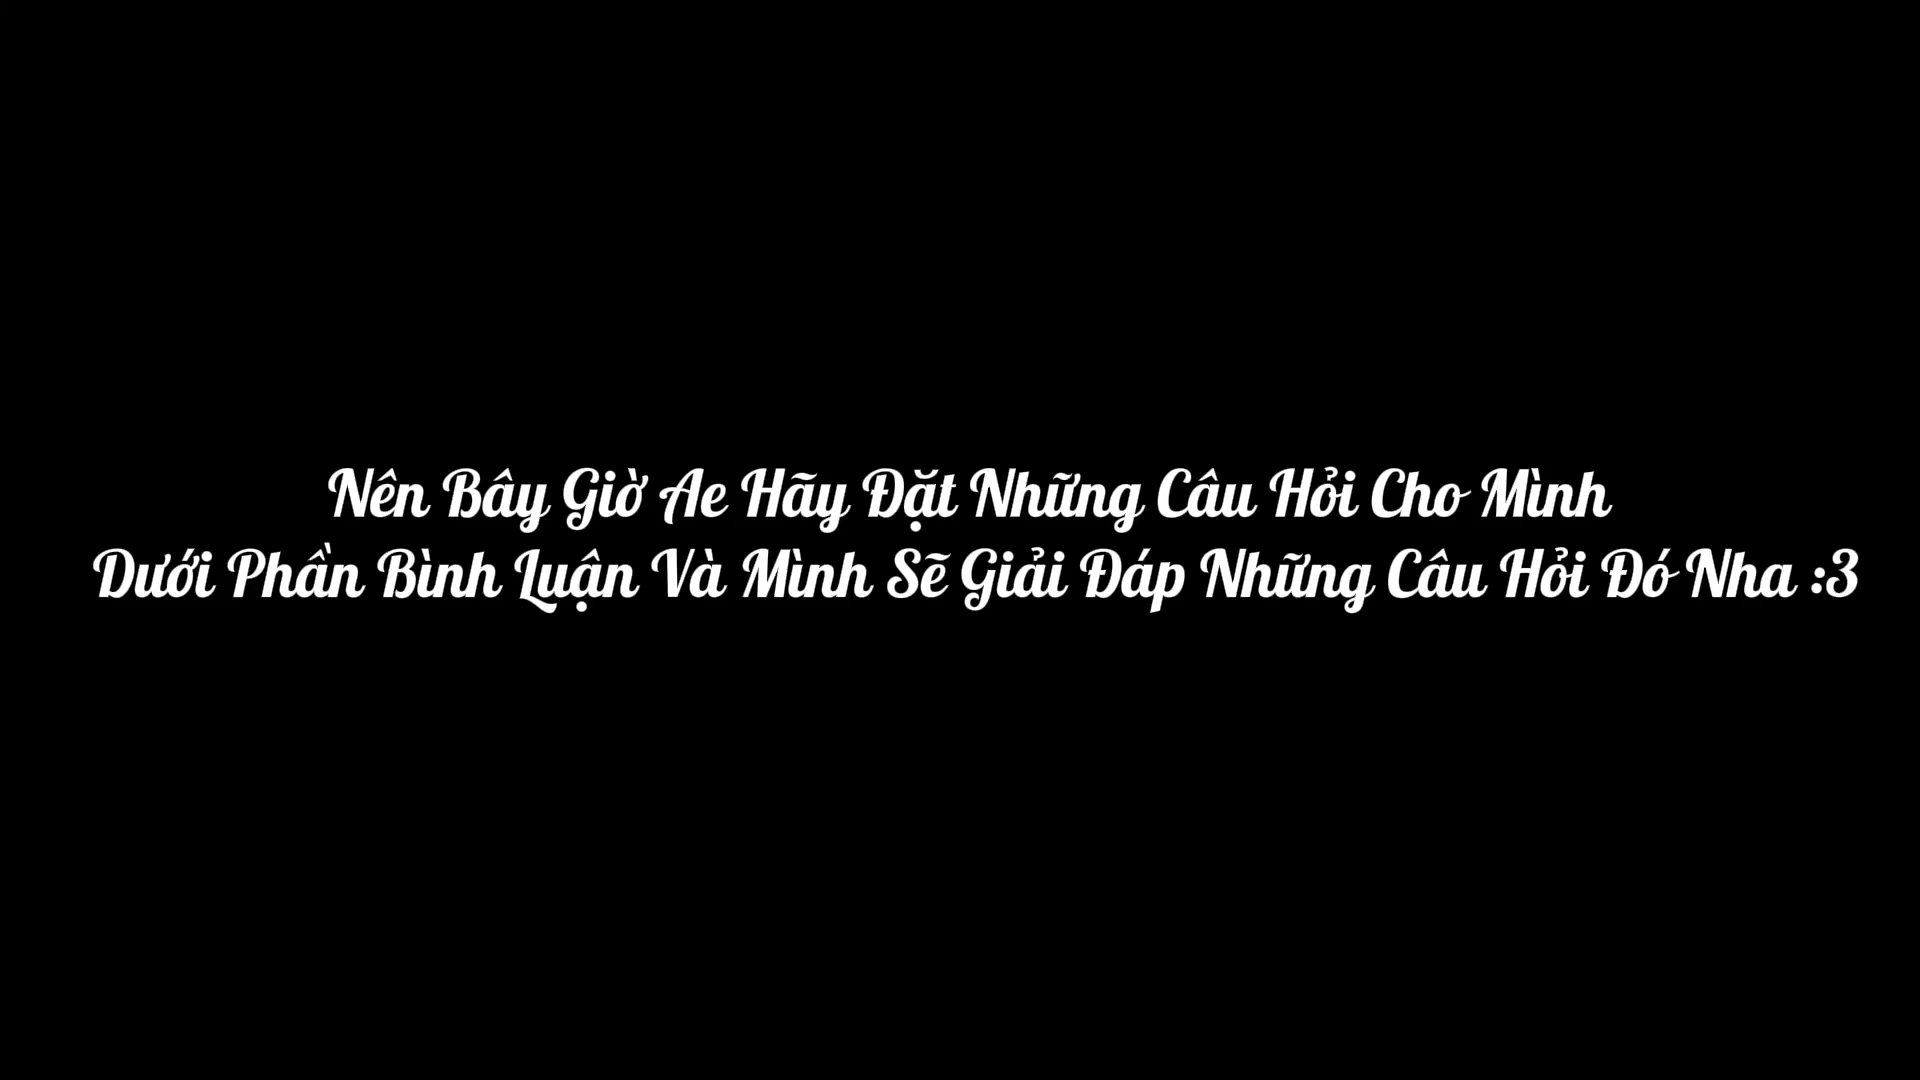 Nên Bây Giờ Ae Hãy Đặt Những Câu Hỏi Cho Mình
Dưới Phần Bình Luận Và Mình Sẽ Giải Đáp Những Câu Hỏi Đó Nha :3